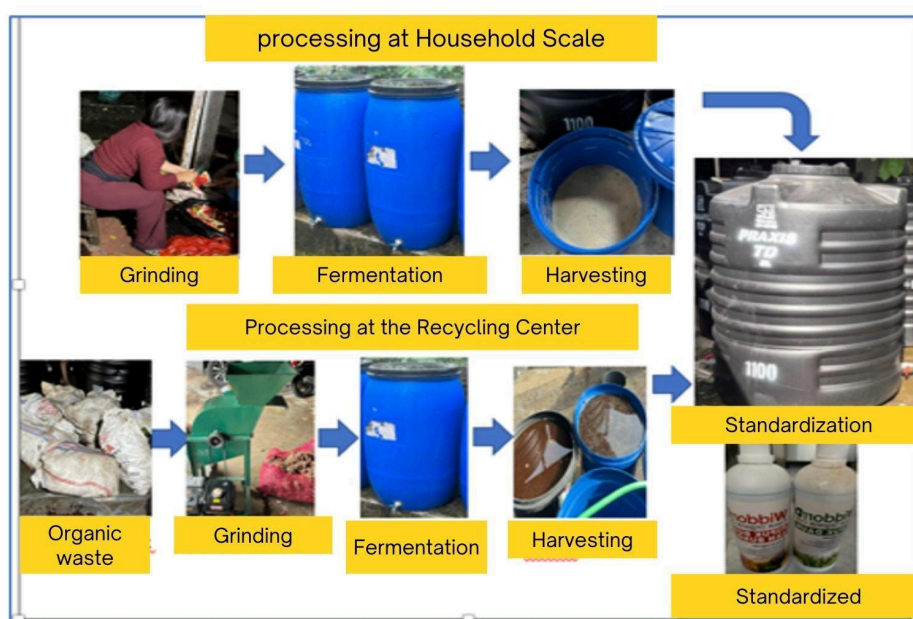 processing at Household Scale
1100
Grinding
Fermentation
Harvesting
PRAXIS
TD
1100
Processing at the Recycling Center
Organic
waste
Grinding
Fermentation
Harvesting
Standardization
Standardized